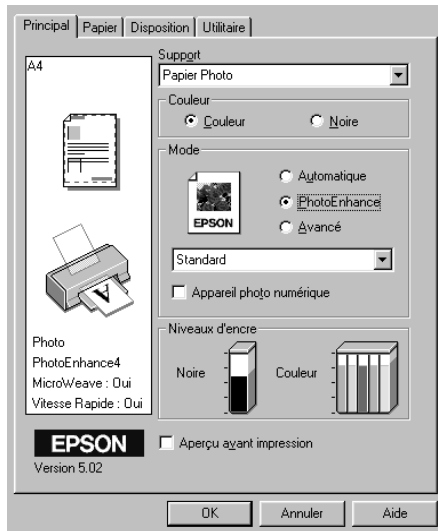 Principal Papier Disposition Utilitaire
A4
Support
Papier Photo
Couleur
Couleur Noire
Mode
EPSON
Automatique
PhotoEnhance
Avancé
Standard
Appareil photo numérique
Niveaux d'encre
Noire Couleur
Photo
PhotoEnhance4
MicroWeave : Oui
Vitesse Rapide : Oui
EPSON
Version 5.02
Aperçu avant impression
OK Annuler Aide